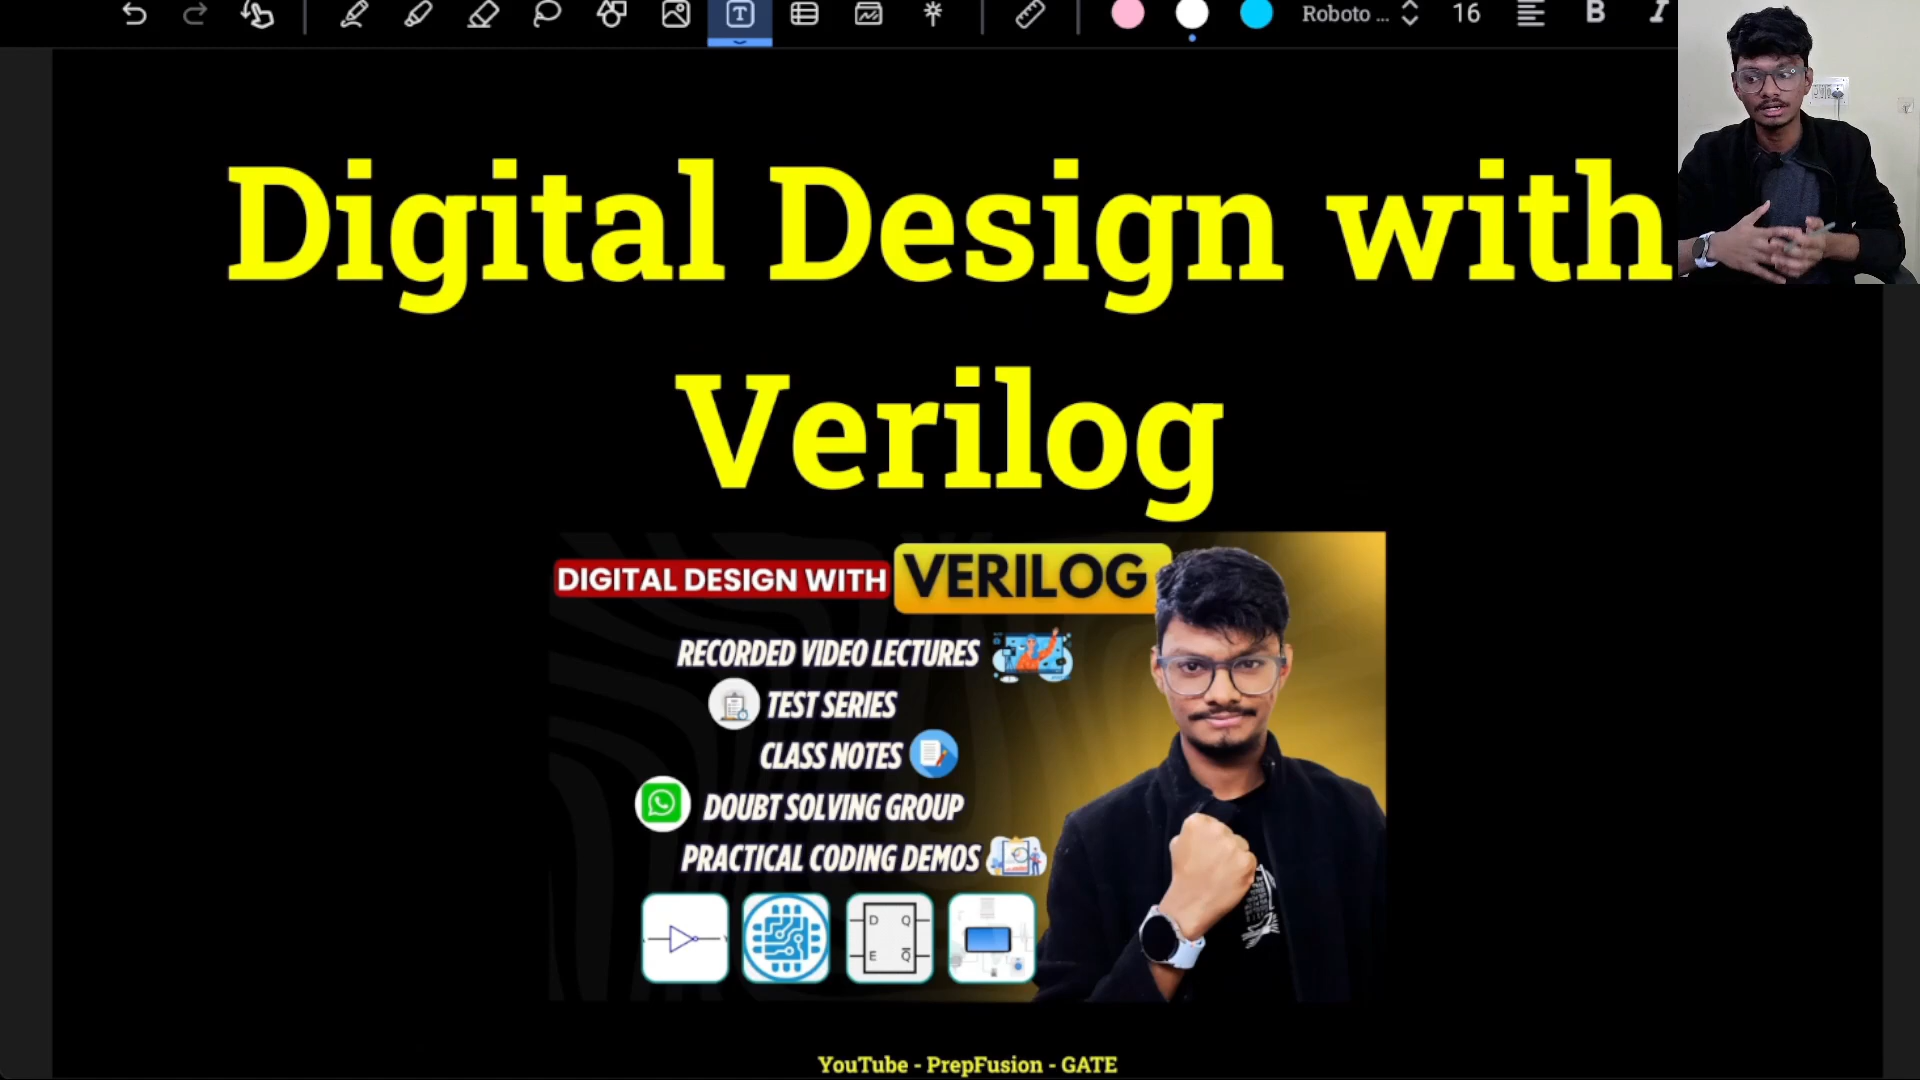 Roboto ...
16
B
I
Digital Design with
Verilog
DIGITAL DESIGN WITH VERILOG
RECORDED VIDEO LECTURES
TEST SERIES
CLASS NOTES
DOUBT SOLVING GROUP
PRACTICAL CODING DEMOS
D Q
E Q̅
YouTube - PrepFusion - GATE